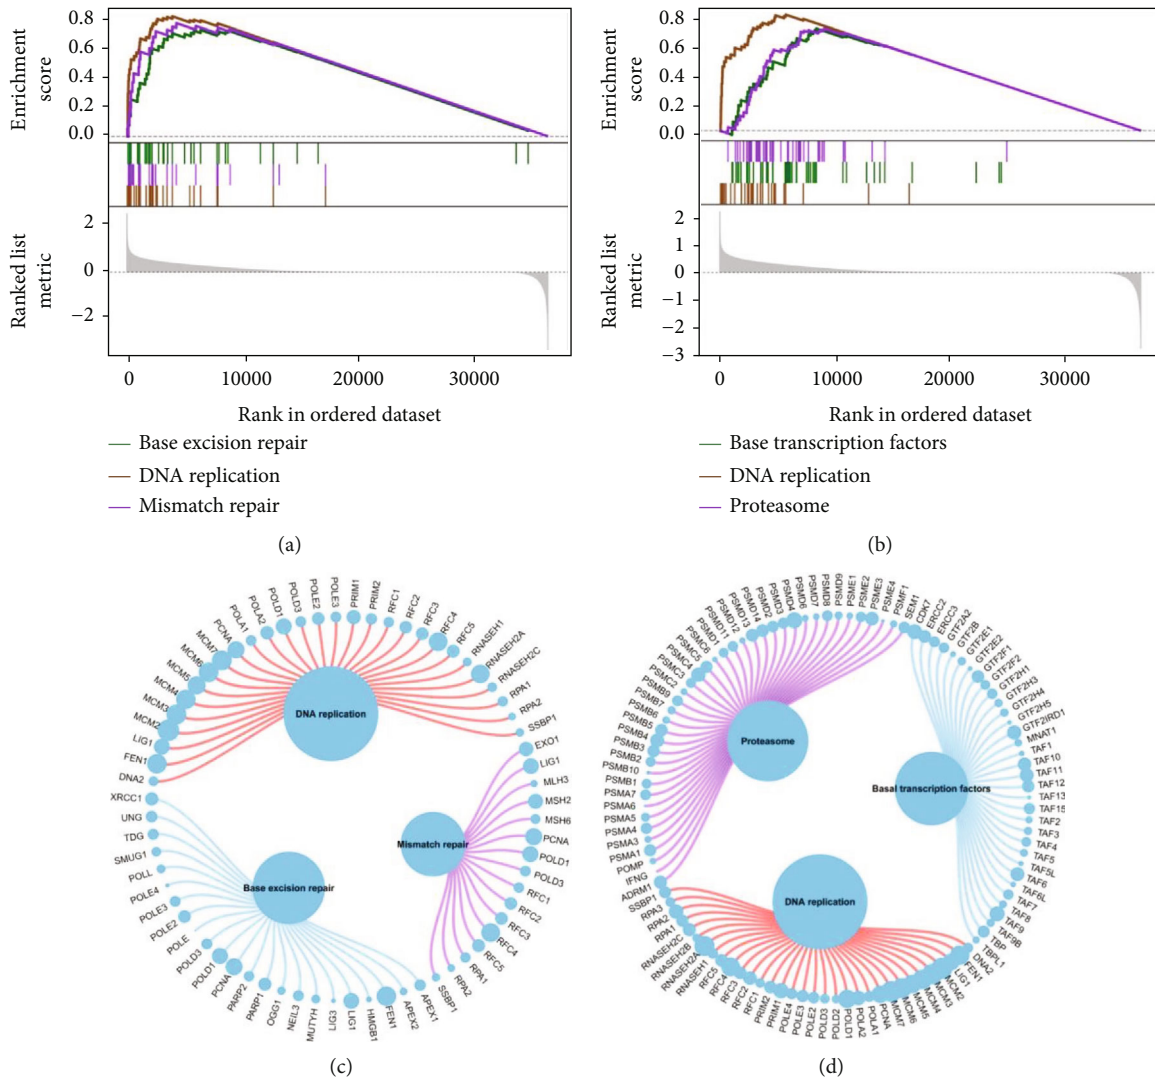 0.8
0.6
0.4
0.2
0.0
Enrichment
score
2
0
−2
Ranked list
metric
0
10000
20000
30000
Rank in ordered dataset
Base excision repair
DNA replication
Mismatch repair
(a)
0.8
0.6
0.4
0.2
0.0
Enrichment
score
2
1
0
−1
−2
−3
Ranked list
metric
0
10000
20000
30000
Rank in ordered dataset
Base transcription factors
DNA replication
Proteasome
(b)
DNA replication
Mismatch repair
Base excision repair
DNA2
FEN1
LIG1
MCM2
MCM3
MCM4
MCM5
MCM6
MCM7
PCNA
POLA1
POLA2
POLD1
POLD3
POLE2
POLE3
PRIM1
PRIM2
RFC1
RFC2
RFC3
RFC4
RFC5
RNASEH1
RNASEH2A
RNASEH2C
RPA1
RPA2
SSBP1
EXO1
LIG1
MLH3
MSH2
MSH6
PCNA
POLD1
POLD3
RFC1
RFC2
RFC3
RFC4
RFC5
RPA1
RPA2
SSBP1
APEX1
APEX2
FEN1
HMGB1
LIG1
LIG3
MUTYH
NEIL3
OGG1
PARP1
PARP2
PCNA
POLD1
POLD3
POLE
POLE2
POLE3
POLE4
POLL
SMUG1
TDG
UNG
XRCC1
(c)
Proteasome
Basal transcription factors
DNA replication
ADRM1
IFNG
POMP
PSMA1
PSMA3
PSMA4
PSMA5
PSMA6
PSMA7
PSMB1
PSMB10
PSMB2
PSMB3
PSMB4
PSMB5
PSMB6
PSMB7
PSMB9
PSMC2
PSMC3
PSMC4
PSMC5
PSMC6
PSMD1
PSMD11
PSMD12
PSMD13
PSMD14
PSMD2
PSMD3
PSMD4
PSMD6
PSMD7
PSMD8
PSMD9
PSME1
PSME2
PSME3
PSME4
PSMF1
SEM1
CDK7
ERCC2
ERCC3
GTF2A2
GTF2B
GTF2E1
GTF2E2
GTF2F1
GTF2F2
GTF2H1
GTF2H3
GTF2H4
GTF2H5
GTF2IRD1
MNAT1
TAF1
TAF10
TAF11
TAF12
TAF13
TAF15
TAF2
TAF3
TAF4
TAF5
TAF5L
TAF6
TAF6L
TAF7
TAF8
TAF9
TAF9B
TBP
TBPL1
DNA2
FEN1
LIG1
MCM2
MCM3
MCM4
MCM5
MCM6
MCM7
PCNA
POLA1
POLA2
POLD1
POLD2
POLD3
POLE2
POLE3
POLE4
PRIM1
PRIM2
RFC1
RFC2
RFC3
RFC4
RFC5
RNASEH1
RNASEH2A
RNASEH2B
RNASEH2C
RPA1
RPA2
RPA3
SSBP1
(d)